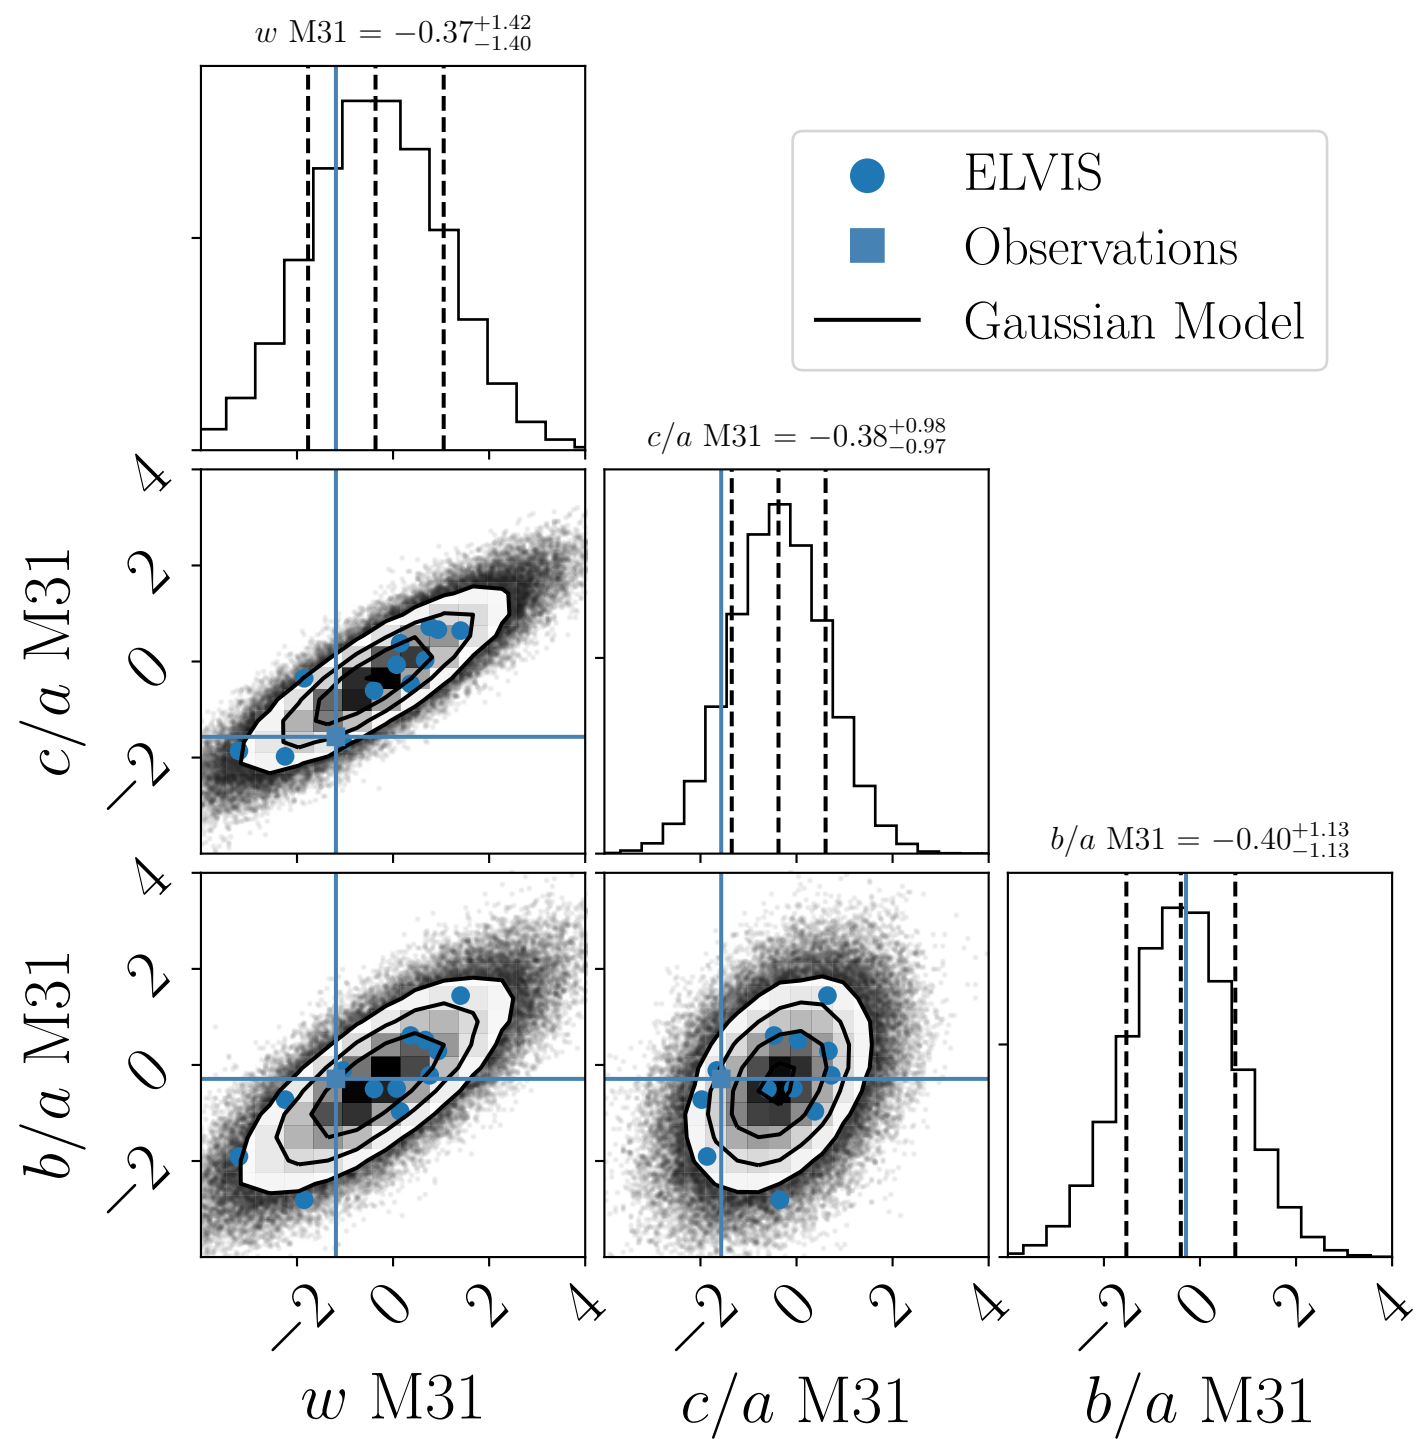 w M31 = −0.37+1.42−1.40
ELVIS
Observations
Gaussian Model
c/a M31 = −0.38+0.98−0.97
4
2
0
−2
c/a M31
b/a M31 = −0.40+1.13−1.13
4
2
0
−2
b/a M31
−2 0 2 4
−2 0 2 4
−2 0 2 4
w M31
c/a M31
b/a M31